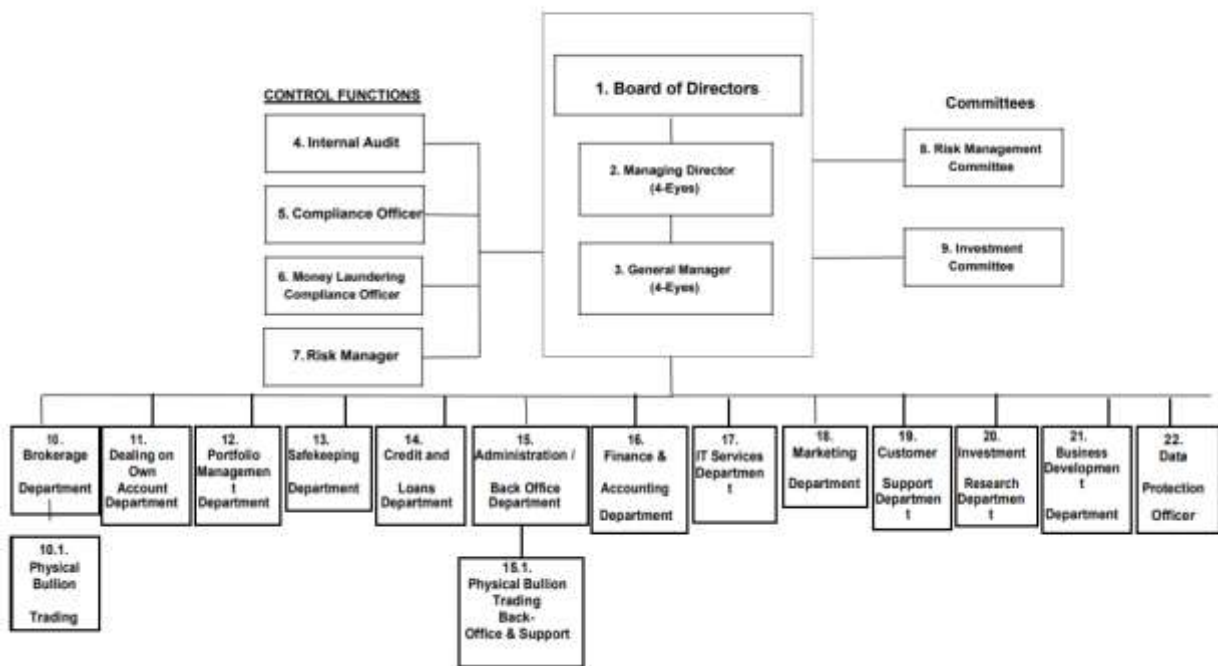 1. Board of Directors
2. Managing Director
(4-Eyes)
3. General Manager
(4-Eyes)
CONTROL FUNCTIONS
4. Internal Audit
5. Compliance Officer
6. Money Laundering
Compliance Officer
7. Risk Manager
Committees
8. Risk Management
Committee
9. Investment
Committee
10.
Brokerage
Department
11.
Dealing on
Own
Account
Department
12.
Portfolio
Managemen
t
Department
13.
Safekeeping
Department
14.
Credit and
Loans
Department
15.
Administration /
Back Office
Department
16.
Finance &
Accounting
Department
17.
IT Services
Departmen
t
18.
Marketing
Department
19.
Customer
Support
Departmen
t
20.
Investment
Research
Departmen
t
21.
Business
Developmen
t
Department
22.
Data
Protection
Officer
10.1.
Physical
Bullion
Trading
15.1.
Physical Bullion
Trading
Back-
Office & Support